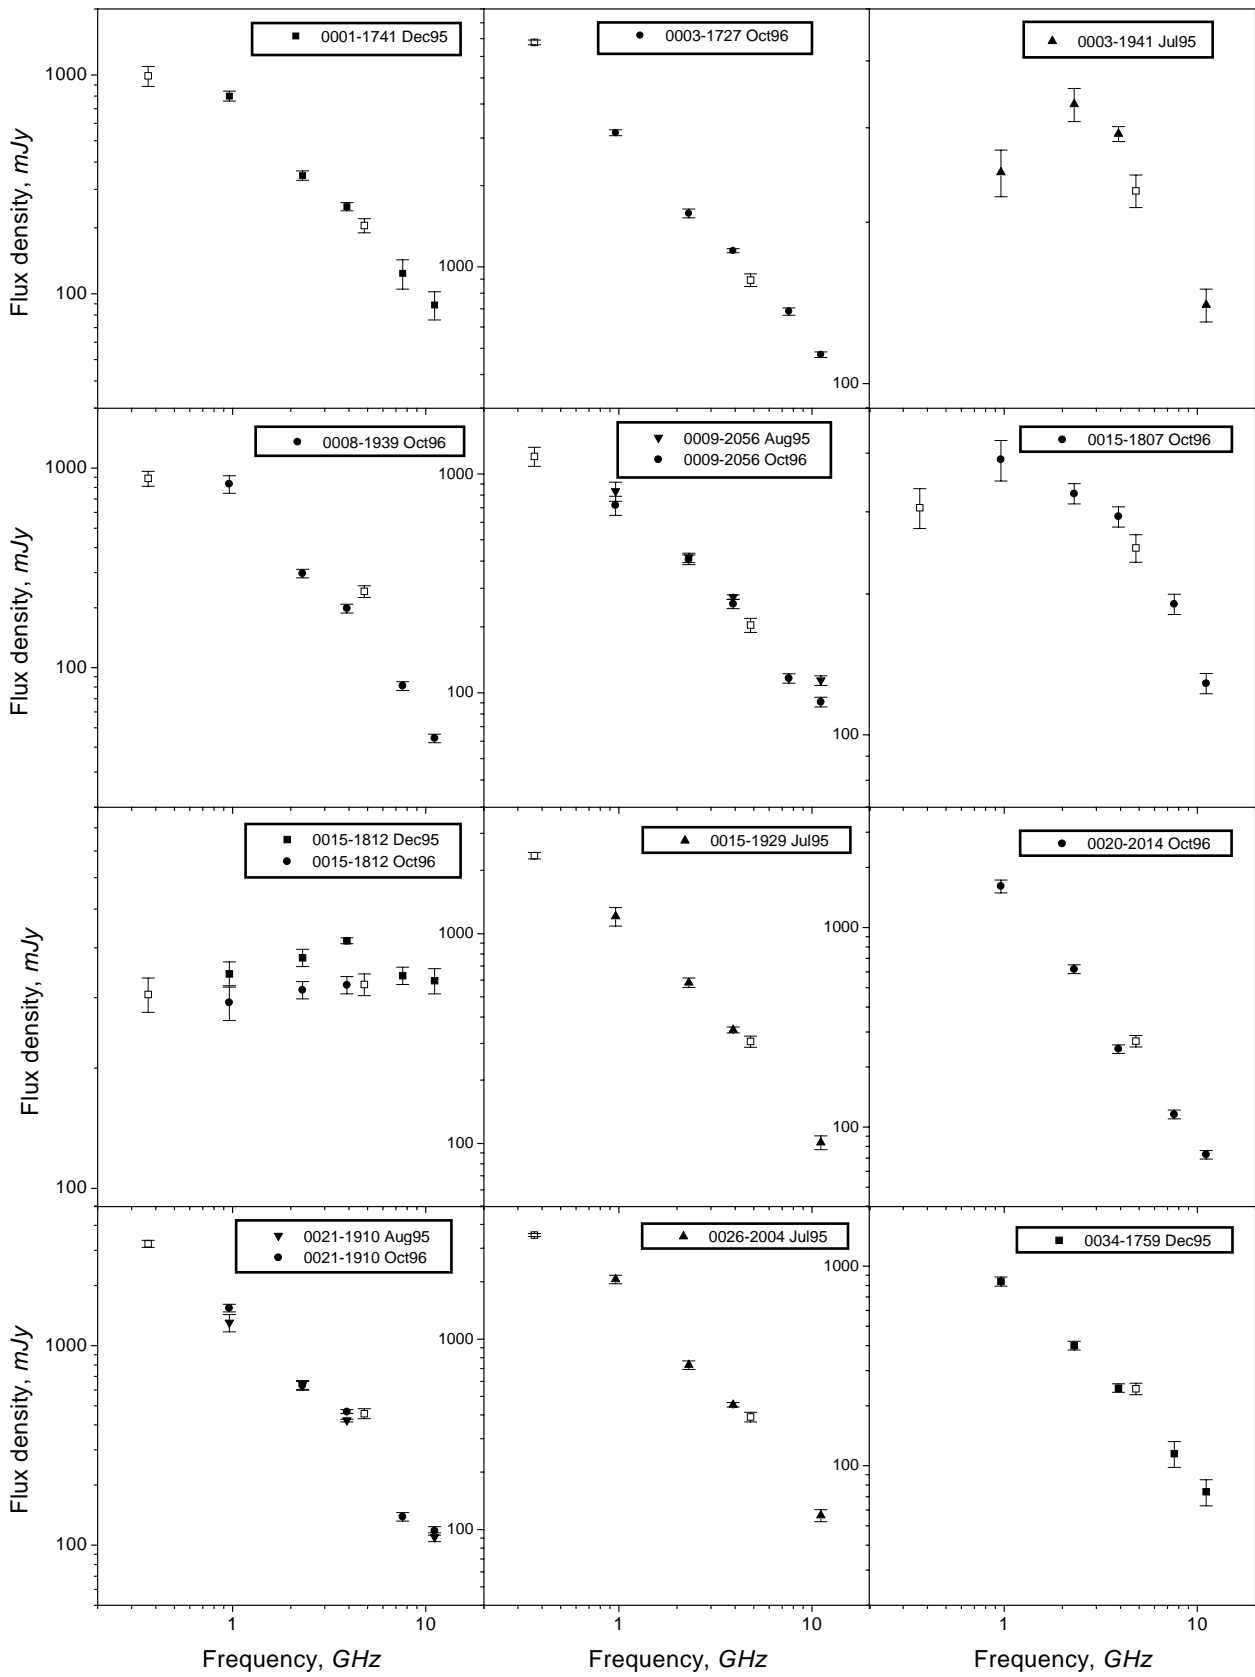 Flux density, mJy
1000
100
0001-1741 Dec95
1000
0003-1727 Oct96
100
0003-1941 Jul95
Flux density, mJy
1000
100
0008-1939 Oct96
1000
100
0009-2056 Aug95
0009-2056 Oct96
100
0015-1807 Oct96
Flux density, mJy
100
0015-1812 Dec95
0015-1812 Oct96
1000
100
0015-1929 Jul95
1000
100
0020-2014 Oct96
Flux density, mJy
1000
100
0021-1910 Aug95
0021-1910 Oct96
1000
100
0026-2004 Jul95
1000
100
0034-1759 Dec95
1 10
1 10
1 10
Frequency, GHz
Frequency, GHz
Frequency, GHz